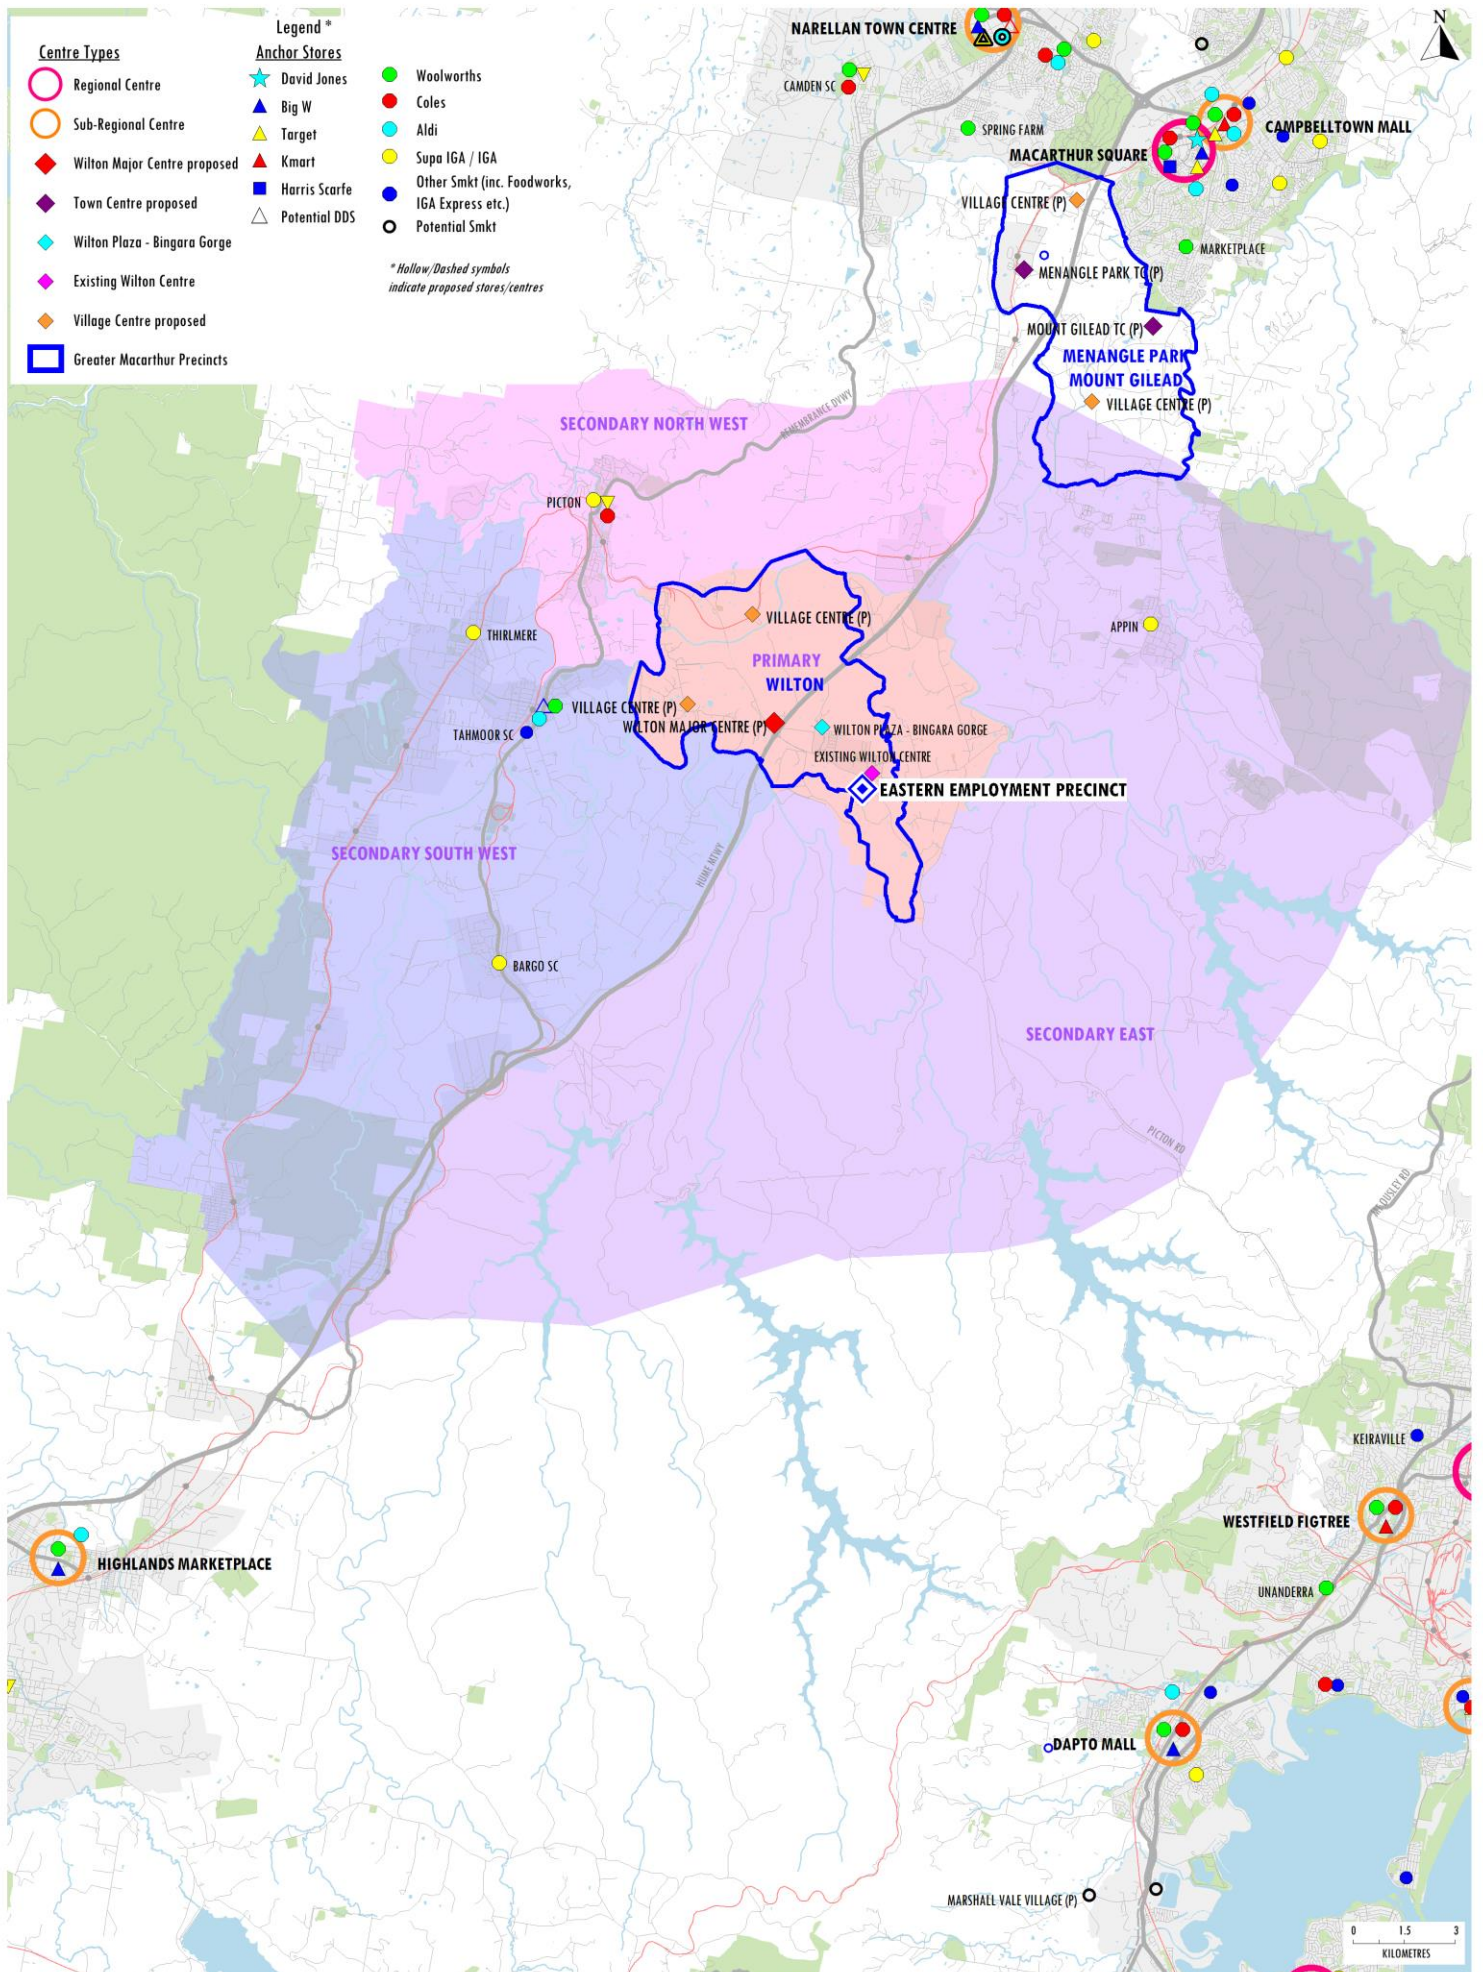 Legend *
Centre Types
Regional Centre
Sub-Regional Centre
Wilton Major Centre proposed
Town Centre proposed
Wilton Plaza - Bingara Gorge
Existing Wilton Centre
Village Centre proposed
Greater Macarthur Precincts
Anchor Stores
David Jones
Big W
Target
Kmart
Harris Scarfe
Potential DDS
Woolworths
Coles
Aldi
Supa IGA / IGA
Other Smkt (inc. Foodworks,
IGA Express etc.)
Potential Smkt
* Hollow/Dashed symbols
indicate proposed stores/centres
N
NARELLAN TOWN CENTRE
CAMDEN SC
SPRING FARM
CAMPBELLTOWN MALL
MACARTHUR SQUARE
VILLAGE CENTRE (P)
MARKETPLACE
MENANGLE PARK TC (P)
MOUNT GILEAD TC (P)
MENANGLE PARK
MOUNT GILEAD
VILLAGE CENTRE (P)
REMEMBRANCE DVWY
SECONDARY NORTH WEST
PICTON
VILLAGE CENTRE (P)
APPIN
THIRLMERE
PRIMARY
WILTON
VILLAGE CENTRE (P)
WILTON MAJOR CENTRE (P)
WILTON PLAZA - BINGARA GORGE
TAHMOOR SC
EXISTING WILTON CENTRE
EASTERN EMPLOYMENT PRECINCT
SECONDARY SOUTH WEST
HUME MTWY
BARGO SC
SECONDARY EAST
PICTON RD
MOUSLEY RD
KEIRAVILLE
WESTFIELD FIGTREE
HIGHLANDS MARKETPLACE
UNANDERRA
DAPTO MALL
MARSHALL VALE VILLAGE (P)
0 1.5 3
KILOMETRES